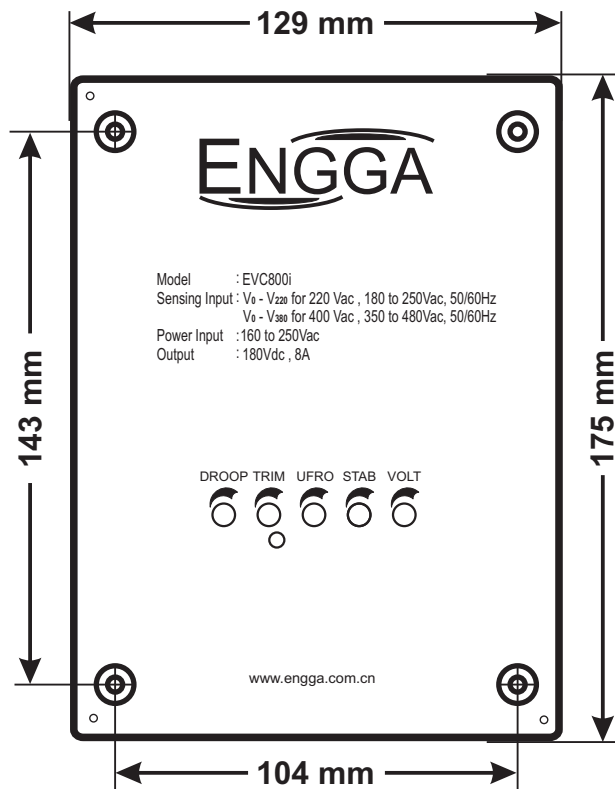 129 mm
ENGGA
Model : EVC800i
Sensing Input : V0 - V220 for 220 Vac , 180 to 250Vac, 50/60Hz
V0 - V380 for 400 Vac , 350 to 480Vac, 50/60Hz
Power Input :160 to 250Vac
Output : 180Vdc , 8A
143 mm
175 mm
DROOP TRIM UFRO STAB VOLT
www.engga.com.cn
104 mm